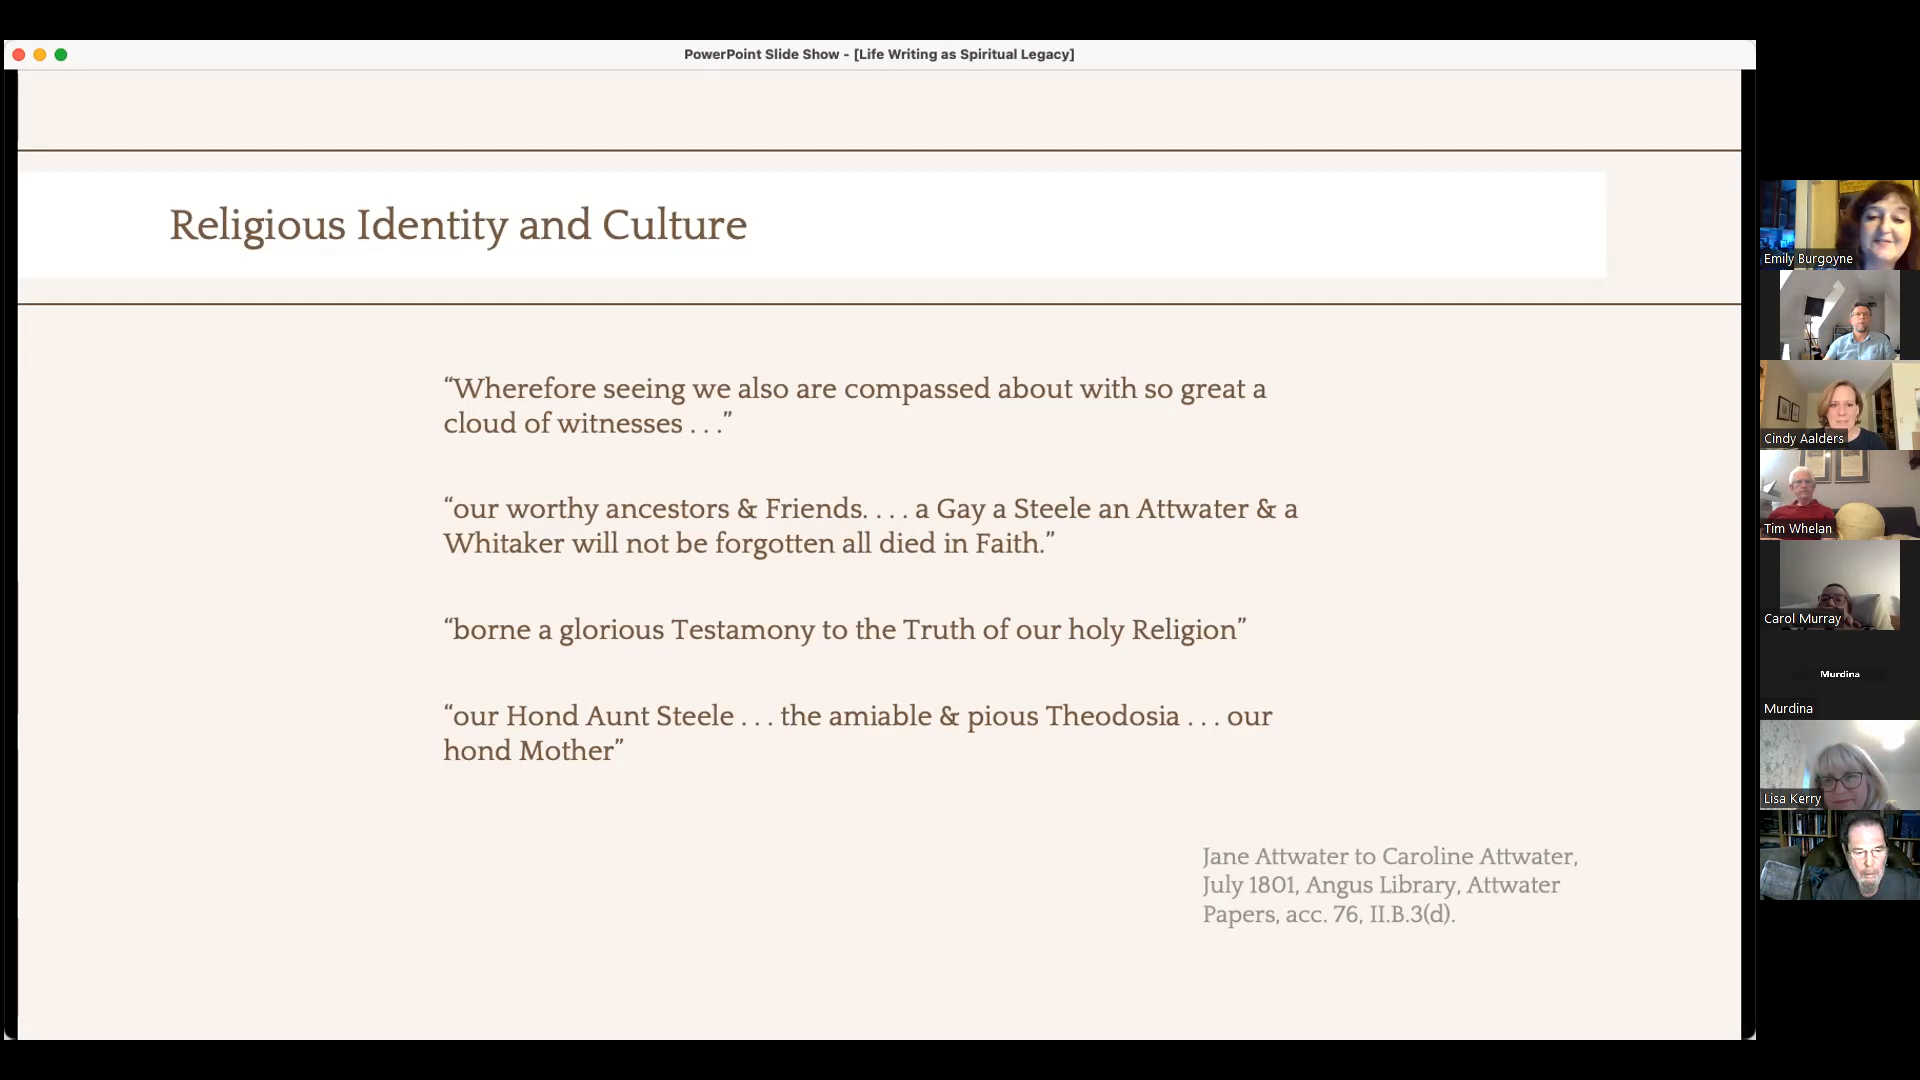 PowerPoint Slide Show - [Life Writing as Spiritual Legacy]
Religious Identity and Culture
“Wherefore seeing we also are compassed about with so great a
cloud of witnesses . . .”
“our worthy ancestors & Friends. . . . a Gay a Steele an Attwater & a
Whitaker will not be forgotten all died in Faith.”
“borne a glorious Testamony to the Truth of our holy Religion”
“our Hond Aunt Steele . . . the amiable & pious Theodosia . . . our
hond Mother”
Jane Attwater to Caroline Attwater,
July 1801, Angus Library, Attwater
Papers, acc. 76, II.B.3(d).
Emily Burgoyne
Cindy Aalders
Tim Whelan
Carol Murray
Murdina
Murdina
Lisa Kerry